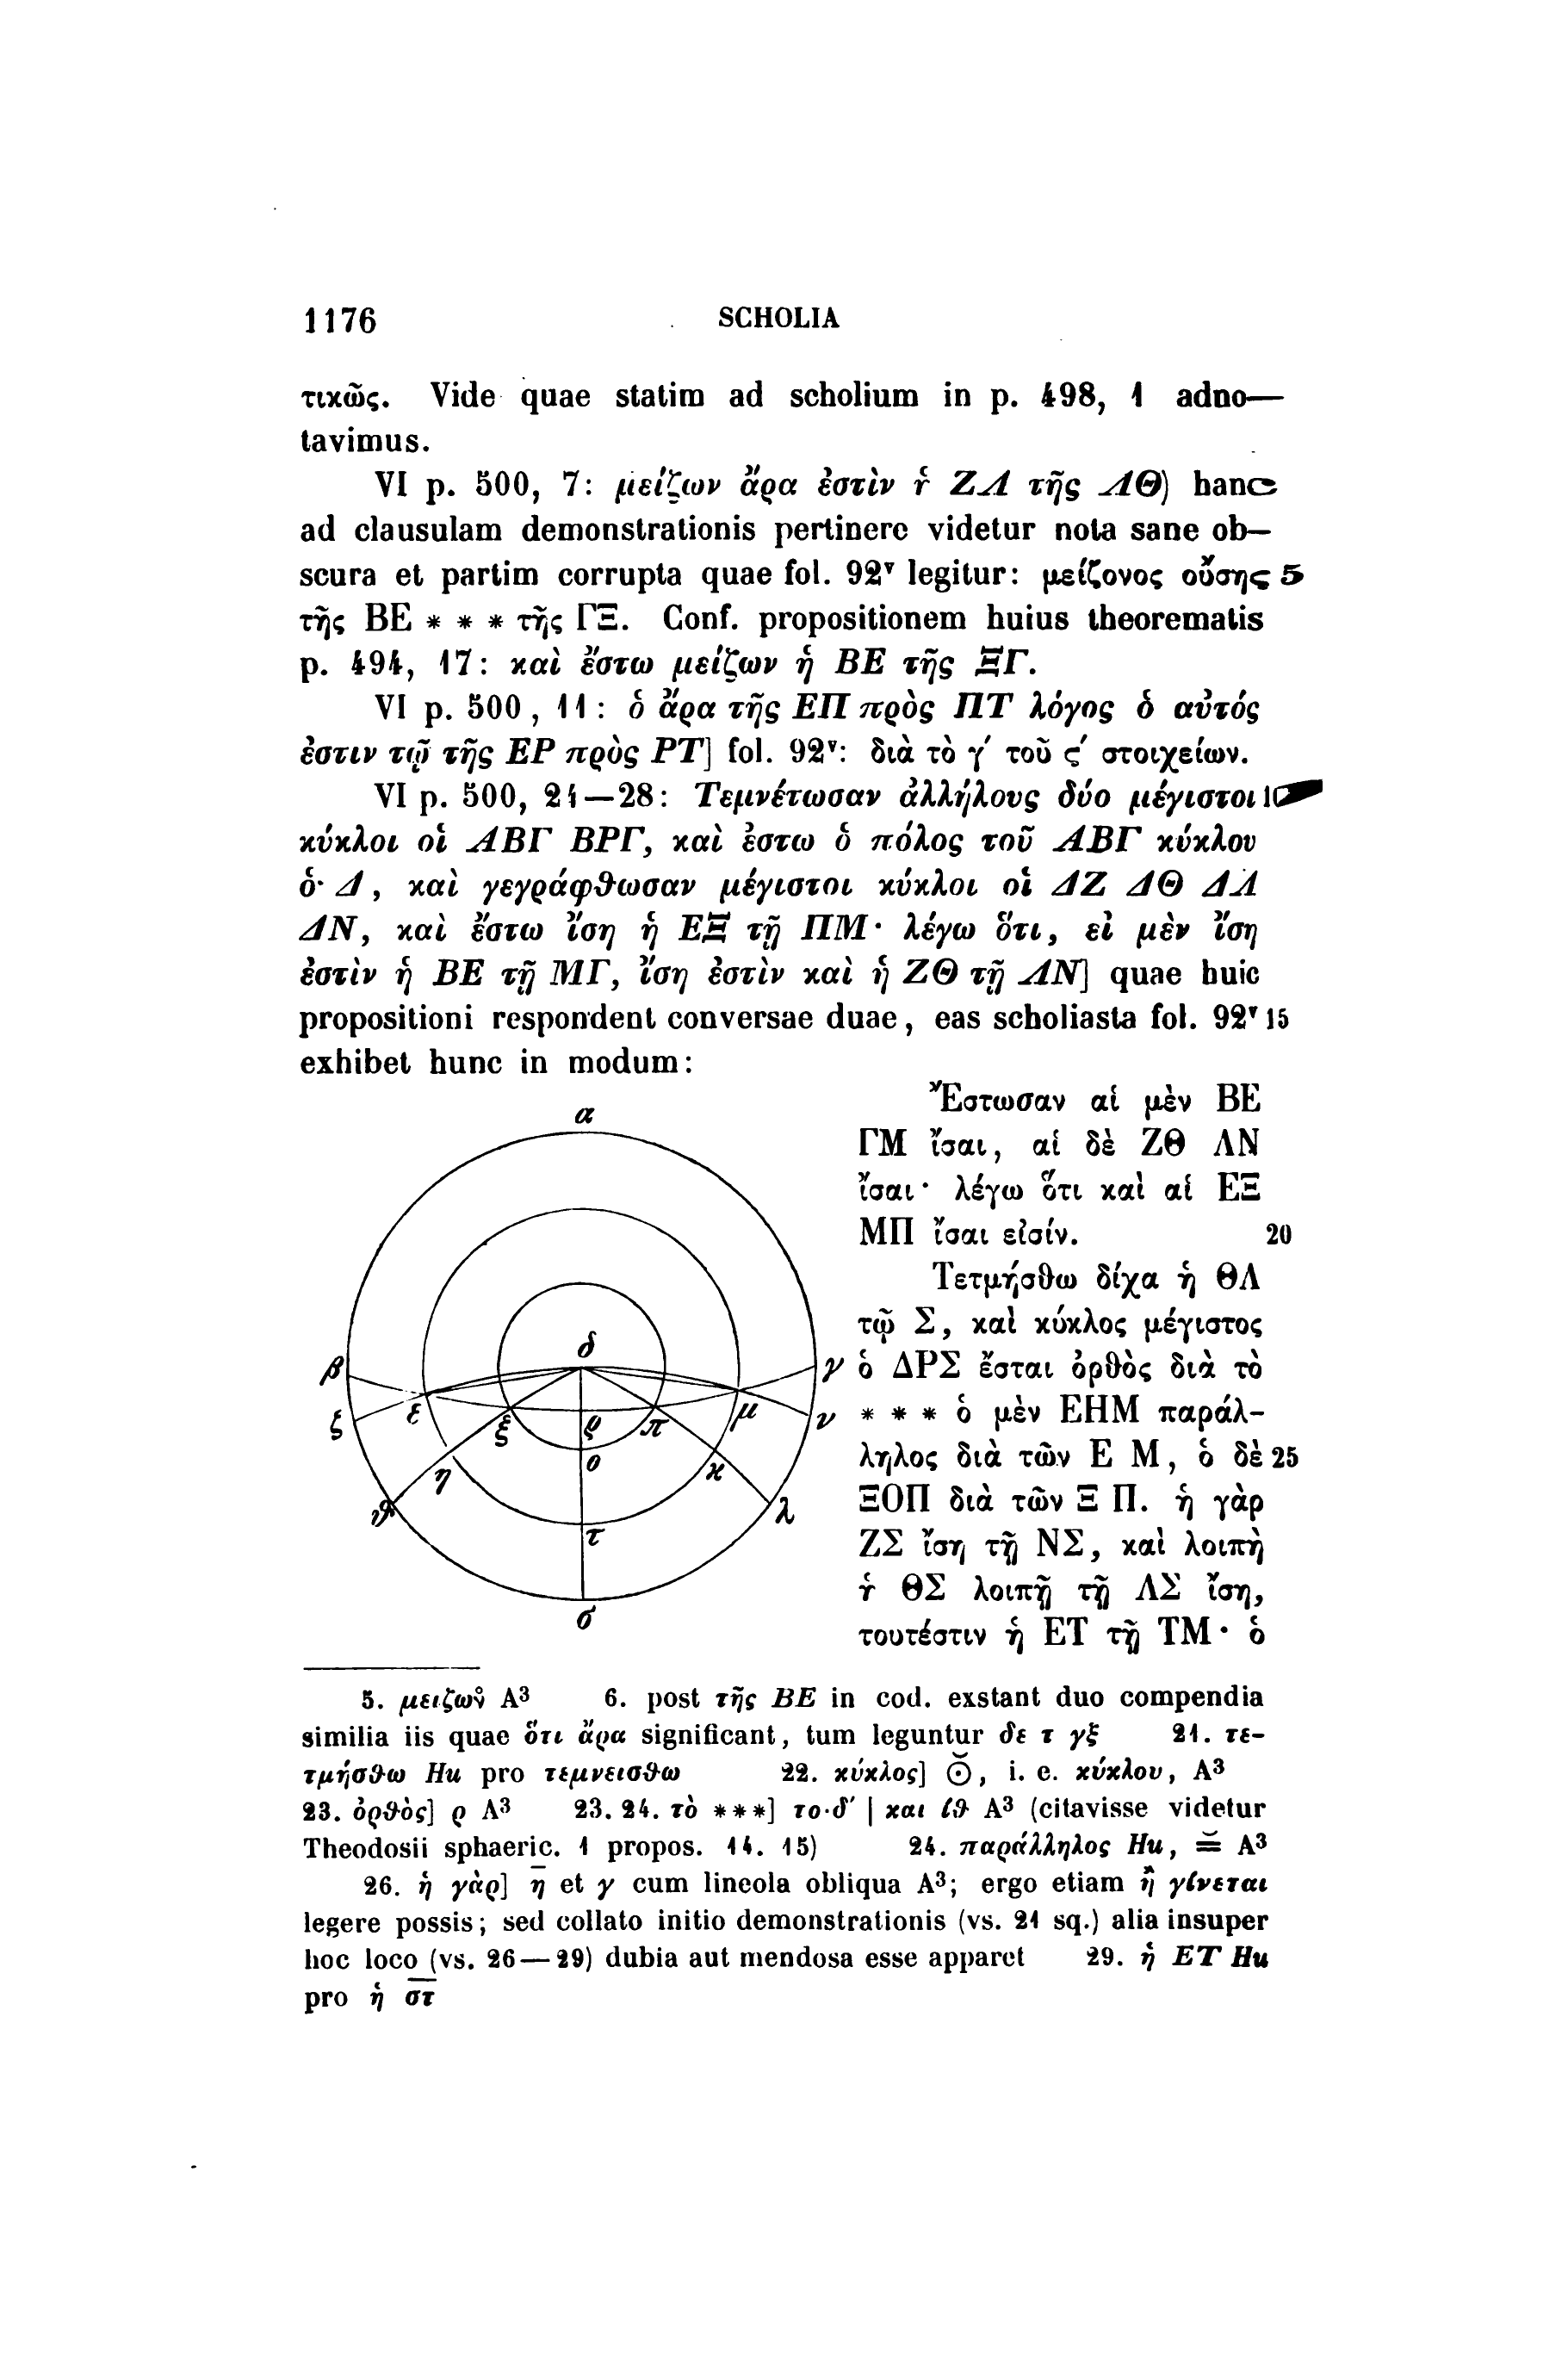 1176 SCHOLIA
τικῶς. Vide quae statim ad scholium in p. 498, 1 adno—
tavimus.
VI p. 500, 7: μείζων ἄρα ἐστὶν ἡ ΖΛ τῆς ΛΘ) hanc
ad clausulam demonstrationis pertinere videtur nota sane ob—
scura et partim corrupta quae fol. 92ᵛ legitur: μείζονος οὔσης 5
τῆς ΒΕ * * * τῆς ΓΞ. Conf. propositionem huius theorematis
p. 494, 17: καὶ ἔστω μείζων ἡ ΒΕ τῆς ΞΓ.
VI p. 500, 11: ὁ ἄρα τῆς ΕΠ πρὸς ΠΤ λόγος ὁ αὐτός
ἐστιν τῷ τῆς ΕΡ πρὸς ΡΤ] fol. 92ᵛ: διὰ τὸ γ΄ τοῦ ϛ΄ στοιχείων.
VI p. 500, 21—28: Τεμνέτωσαν ἀλλήλους δύο μέγιστοι 10
κύκλοι οἱ ΑΒΓ ΒΡΓ, καὶ ἐστω ὁ πόλος τοῦ ΑΒΓ κύκλου
ὁ Δ, καὶ γεγράφθωσαν μέγιστοι κύκλοι οἱ ΔΖ ΔΘ ΔΛ
ΔΝ, καὶ ἔστω ἴση ἡ ΕΞ τῇ ΠΜ· λέγω ὅτι, εἰ μὲν ἴση
ἐστὶν ἡ ΒΕ τῇ ΜΓ, ἴση ἐστὶν καὶ ἡ ΖΘ τῇ ΛΝ] quae huic
propositioni respondent conversae duae, eas scholiasta fol. 92ᵛ 15
exhibet hunc in modum:
Ἔστωσαν αἱ μὲν ΒΕ
ΓΜ ἴσαι, αἱ δὲ ΖΘ ΛΝ
ἴσαι· λέγω ὅτι καὶ αἱ ΕΞ
ΜΠ ἴσαι εἰσίν. 20
Τετμήσθω δίχα ἡ ΘΛ
τῷ Σ, καὶ κύκλος μέγιστος
ὁ ΔΡΣ ἔσται ὀρθὸς διὰ τὸ
* * * ὁ μὲν ΕΗΜ παράλ-
ληλος διὰ τῶν Ε Μ, ὁ δὲ 25
ΞΟΠ διὰ τῶν Ξ Π. ἡ γὰρ
ΖΣ ἴση τῇ ΝΣ, καὶ λοιπὴ
ἡ ΘΣ λοιπῇ τῇ ΛΣ ἴση,
τουτέστιν ἡ ΕΤ τῇ ΤΜ· ὁ
α
δ
β
γ
ζ
ε
ξ
ρ
π
μ
ν
η
ο
κ
ϑ
τ
λ
σ
5. μειζων̊ A³ 6. post τῆς ΒΕ in cod. exstant duo compendia
similia iis quae ὅτι ἄρα significant, tum leguntur δε τ γξ 21. τε-
τμήσθω Hu pro τεμνεισθω 22. κύκλος] ⊙̆, i. e. κύκλου, A³
23. ὀρθὸς] ρ A³ 23. 24. τὸ ***] το·δ΄ | και ιθ A³ (citavisse videtur
Theodosii sphaeric. 1 propos. 14. 15) 24. παράλληλος Hu, =̆ A³
26. ἡ γὰρ] η̄ et γ cum lineola obliqua A³; ergo etiam ἡ γίνεται
legere possis; sed collato initio demonstrationis (vs. 21 sq.) alia insuper
hoc loco (vs. 26—29) dubia aut mendosa esse apparet 29. ἡ ΕΤ Hu
pro ἡ σ̅τ̅